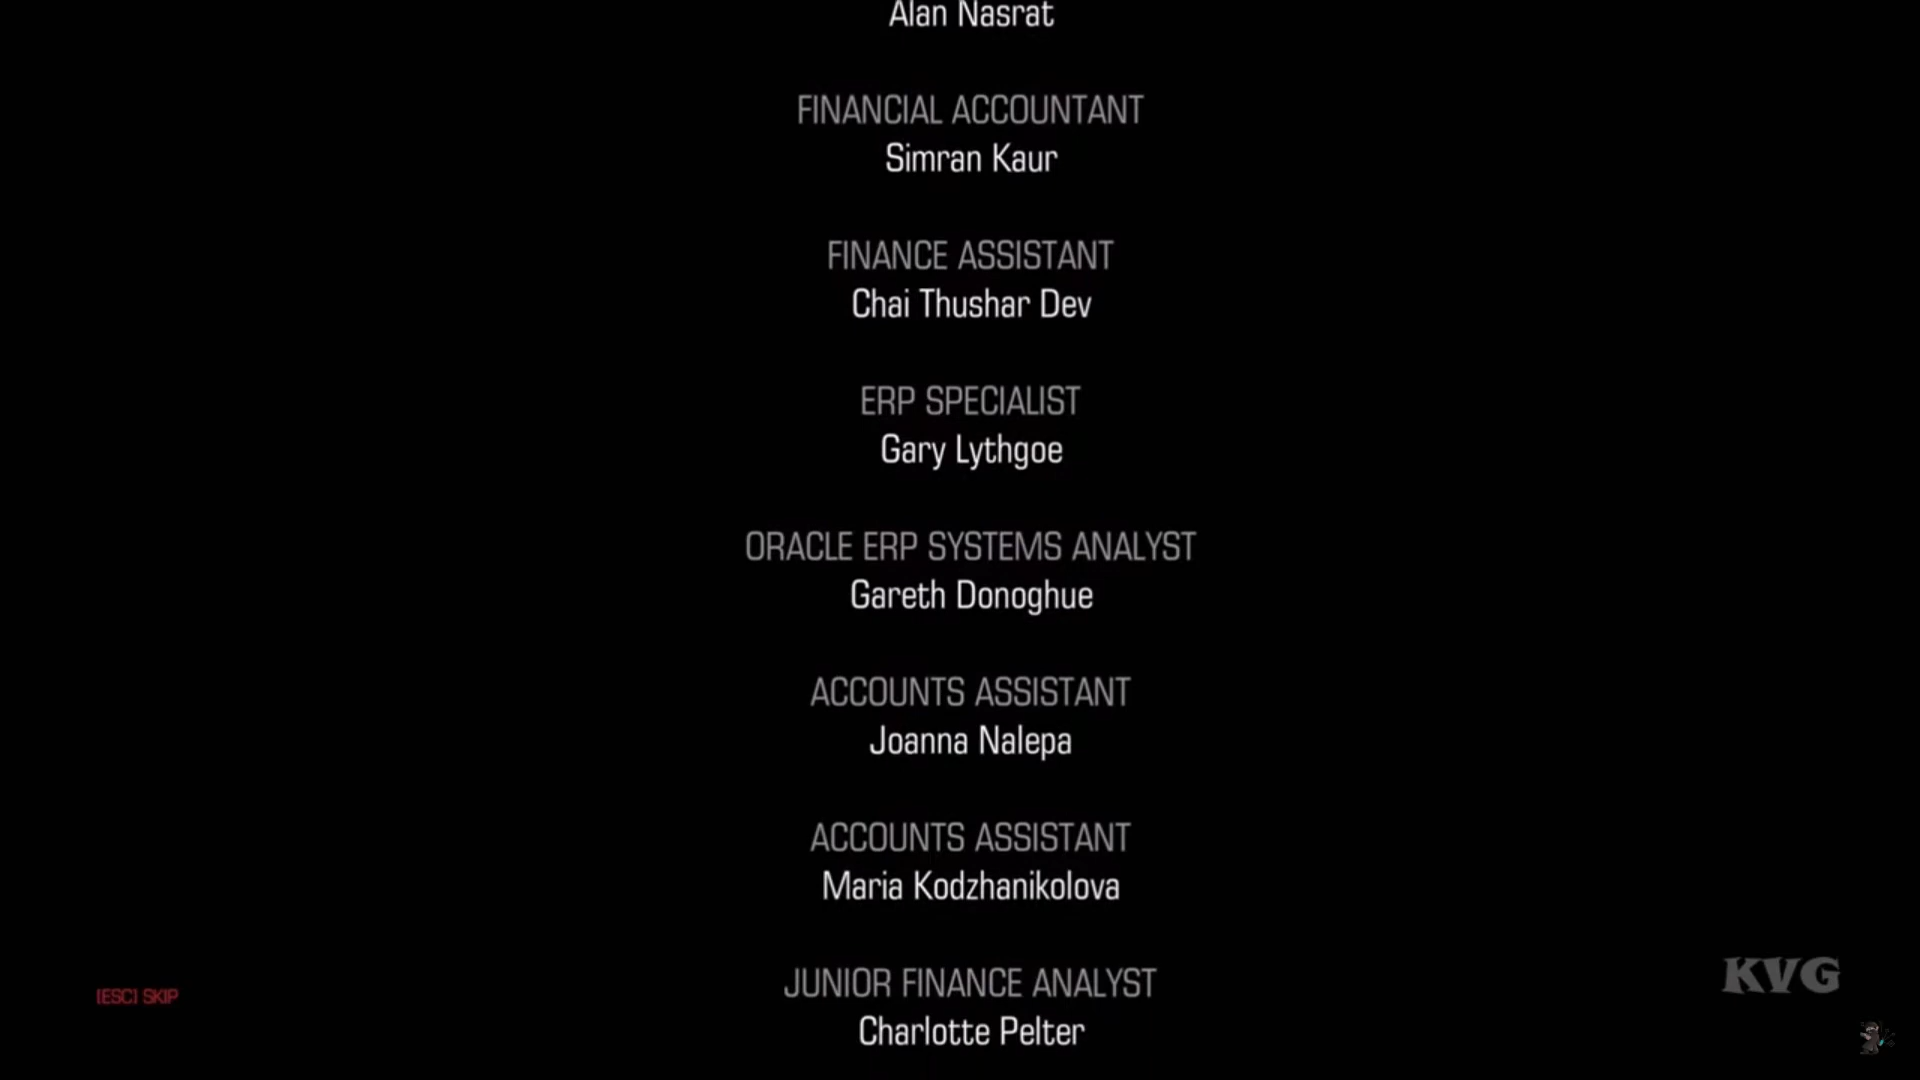 Alan Nasrat
FINANCIAL ACCOUNTANT
Simran Kaur
FINANCE ASSISTANT
Chai Thushar Dev
ERP SPECIALIST
Gary Lythgoe
ORACLE ERP SYSTEMS ANALYST
Gareth Donoghue
ACCOUNTS ASSISTANT
Joanna Nalepa
ACCOUNTS ASSISTANT
Maria Kodzhanikolova
JUNIOR FINANCE ANALYST
Charlotte Pelter
[ESC] SKIP
KVG